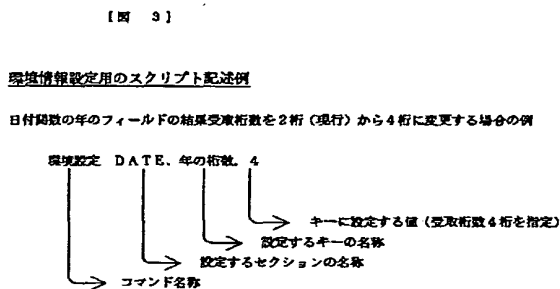 [図 3]
環境情報設定用のスクリプト記述例
日付関数の年のフィールドの結果受取桁数を2桁(現行)から4桁に変更する場合の例
環境設定 DATE、年の桁数、4
キーに設定する値(受取桁数4桁を指定)
設定するキーの名称
設定するセクションの名称
コマンド名称